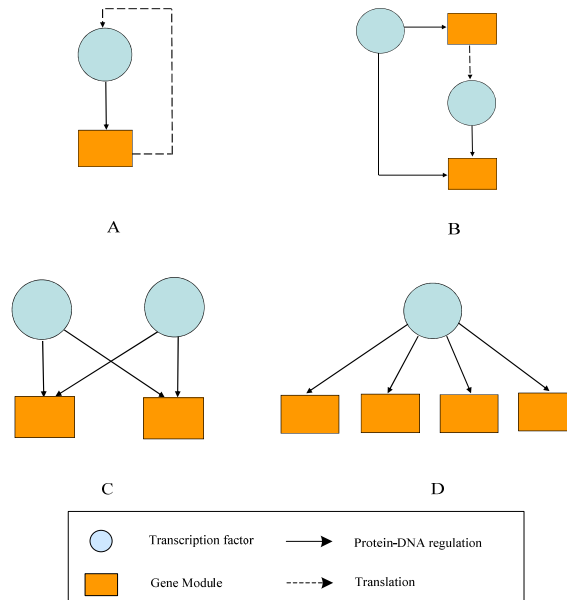 A
B
C
D
Transcription factor
Protein-DNA regulation
Gene Module
Translation